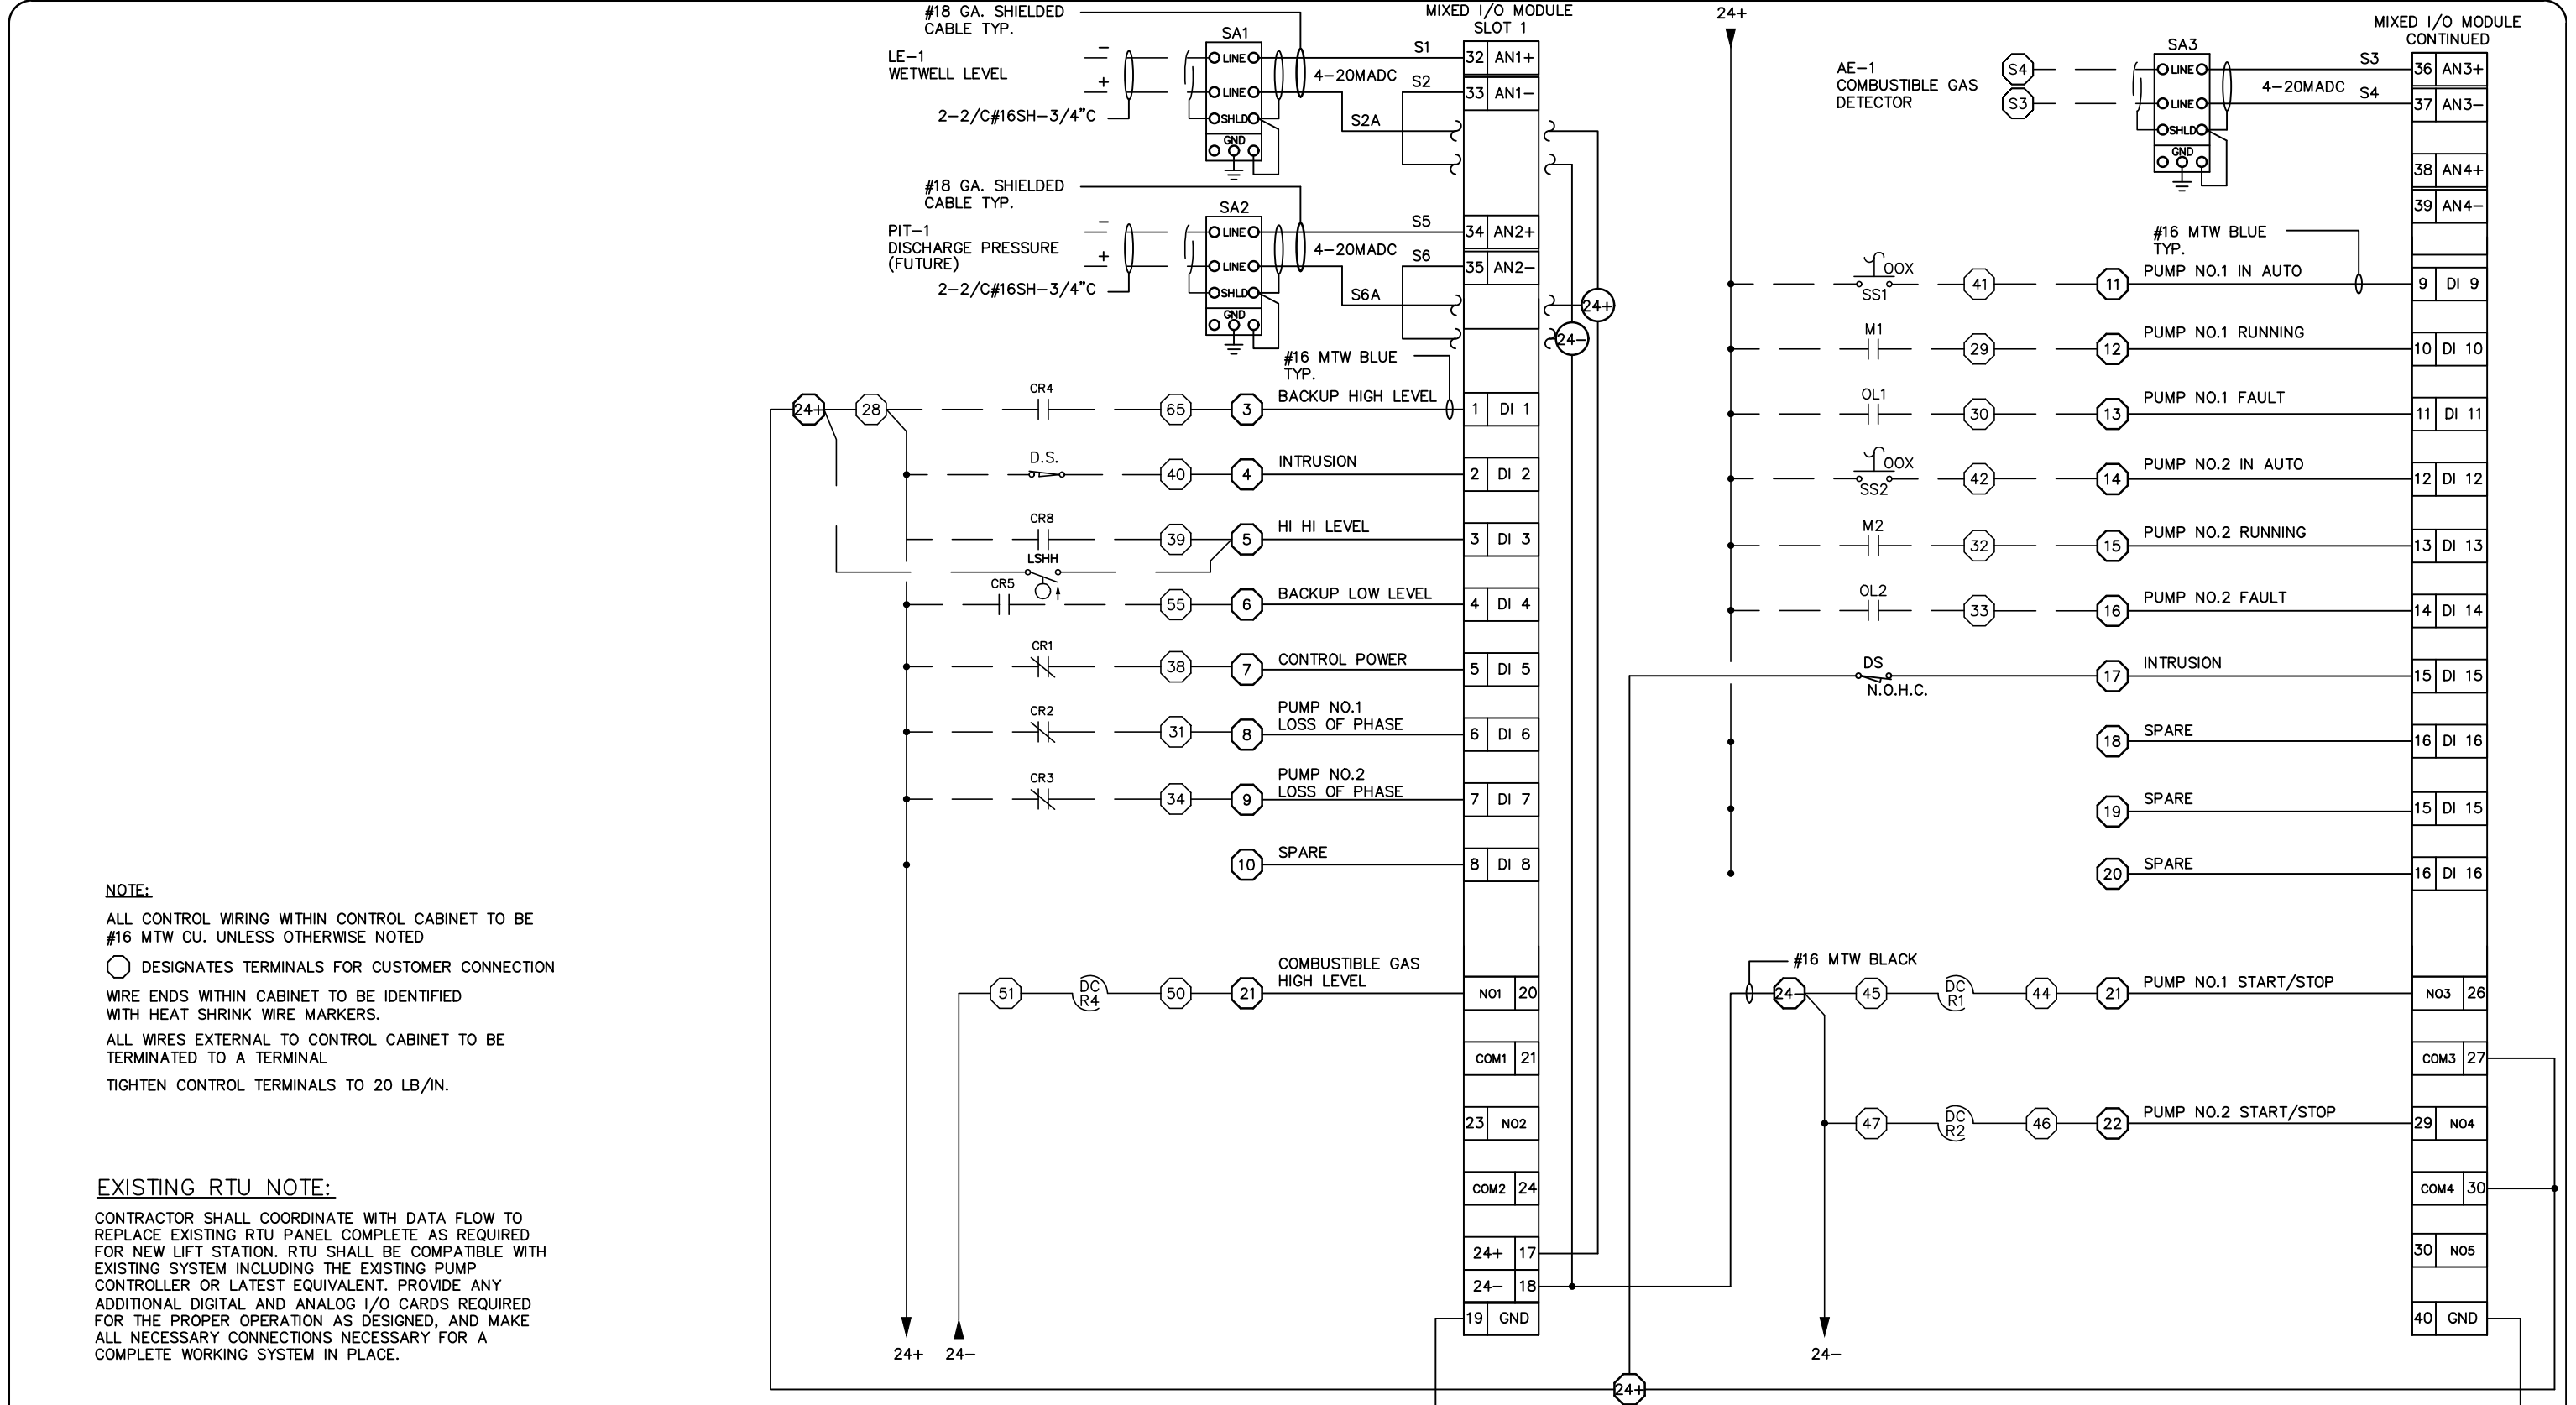 #18 GA. SHIELDED
CABLE TYP.
LE-1
WETWELL LEVEL
−
+
2-2/C#16SH-3/4"C
SA1
LINE
LINE
SHLD
GND
S1
4-20MADC
S2
S2A
MIXED I/O MODULE
SLOT 1
32 AN1+
33 AN1-
#18 GA. SHIELDED
CABLE TYP.
PIT-1
DISCHARGE PRESSURE
(FUTURE)
−
+
2-2/C#16SH-3/4"C
SA2
LINE
LINE
SHLD
GND
S5
4-20MADC
S6
S6A
34 AN2+
35 AN2-
24+
24-
#16 MTW BLUE
TYP.
24+ 28 CR4 65 3 BACKUP HIGH LEVEL 1 DI 1
D.S. 40 4 INTRUSION 2 DI 2
CR8 39 5 HI HI LEVEL 3 DI 3
LSHH
CR5 55 6 BACKUP LOW LEVEL 4 DI 4
CR1 38 7 CONTROL POWER 5 DI 5
PUMP NO.1
CR2 31 8 LOSS OF PHASE 6 DI 6
PUMP NO.2
CR3 34 9 LOSS OF PHASE 7 DI 7
10 SPARE 8 DI 8
COMBUSTIBLE GAS
HIGH LEVEL
51 DC R4 50 21 NO1 20
COM1 21
23 NO2
COM2 24
24+ 17
24- 18
19 GND
24+ 24-
24+
24+
MIXED I/O MODULE
CONTINUED
AE-1
COMBUSTIBLE GAS
DETECTOR
S4
S3
SA3
LINE
LINE
SHLD
GND
S3
4-20MADC S4
36 AN3+
37 AN3-
38 AN4+
39 AN4-
#16 MTW BLUE
TYP.
OOX SS1 41 11 PUMP NO.1 IN AUTO 9 DI 9
M1 29 12 PUMP NO.1 RUNNING 10 DI 10
OL1 30 13 PUMP NO.1 FAULT 11 DI 11
OOX SS2 42 14 PUMP NO.2 IN AUTO 12 DI 12
M2 32 15 PUMP NO.2 RUNNING 13 DI 13
OL2 33 16 PUMP NO.2 FAULT 14 DI 14
DS N.O.H.C. 17 INTRUSION 15 DI 15
18 SPARE 16 DI 16
19 SPARE 15 DI 15
20 SPARE 16 DI 16
#16 MTW BLACK
24- 45 DC R1 44 21 PUMP NO.1 START/STOP NO3 26
COM3 27
47 DC R2 46 22 PUMP NO.2 START/STOP 29 NO4
COM4 30
30 NO5
40 GND
24-
NOTE:
ALL CONTROL WIRING WITHIN CONTROL CABINET TO BE
#16 MTW CU. UNLESS OTHERWISE NOTED
DESIGNATES TERMINALS FOR CUSTOMER CONNECTION
WIRE ENDS WITHIN CABINET TO BE IDENTIFIED
WITH HEAT SHRINK WIRE MARKERS.
ALL WIRES EXTERNAL TO CONTROL CABINET TO BE
TERMINATED TO A TERMINAL
TIGHTEN CONTROL TERMINALS TO 20 LB/IN.
EXISTING RTU NOTE:
CONTRACTOR SHALL COORDINATE WITH DATA FLOW TO
REPLACE EXISTING RTU PANEL COMPLETE AS REQUIRED
FOR NEW LIFT STATION. RTU SHALL BE COMPATIBLE WITH
EXISTING SYSTEM INCLUDING THE EXISTING PUMP
CONTROLLER OR LATEST EQUIVALENT. PROVIDE ANY
ADDITIONAL DIGITAL AND ANALOG I/O CARDS REQUIRED
FOR THE PROPER OPERATION AS DESIGNED, AND MAKE
ALL NECESSARY CONNECTIONS NECESSARY FOR A
COMPLETE WORKING SYSTEM IN PLACE.